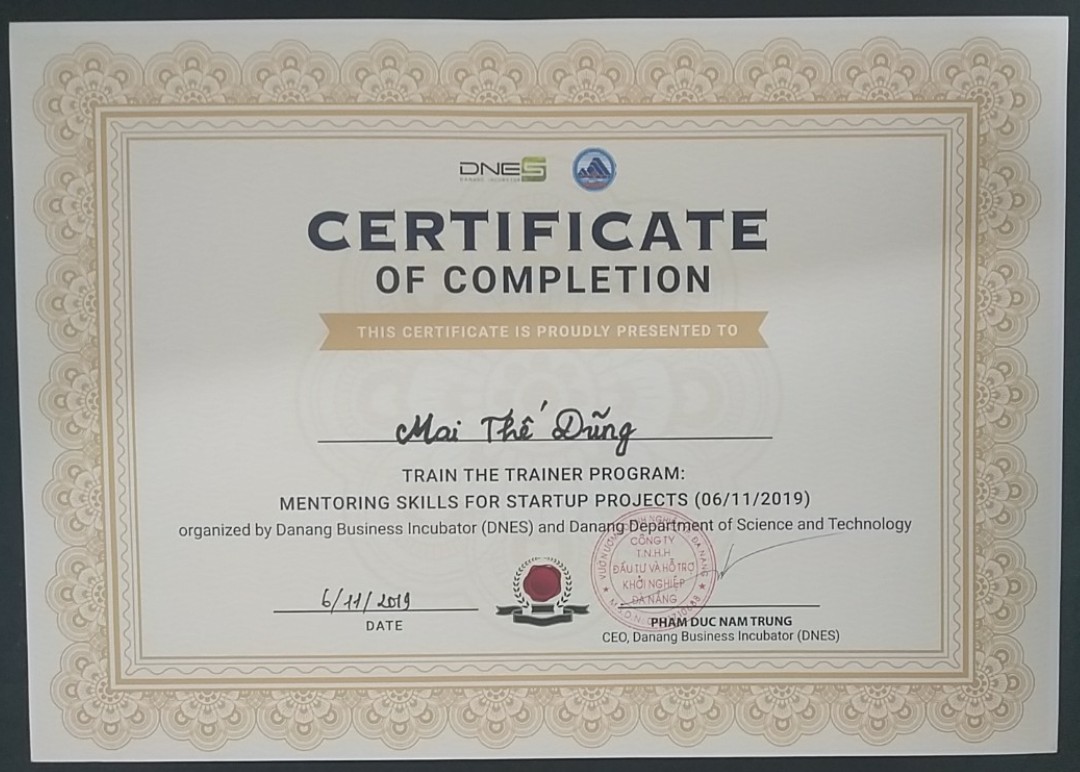 DNES
CERTIFICATE
OF COMPLETION
THIS CERTIFICATE IS PROUDLY PRESENTED TO
Mai Thế Dũng
TRAIN THE TRAINER PROGRAM:
MENTORING SKILLS FOR STARTUP PROJECTS (06/11/2019)
organized by Danang Business Incubator (DNES) and Danang Department of Science and Technology
CÔNG TY
T.N.H.H
ĐẦU TƯ VÀ HỖ TRỢ
KHỞI NGHIỆP
ĐÀ NẴNG
6/11/2019
DATE
PHAM DUC NAM TRUNG
CEO, Danang Business Incubator (DNES)